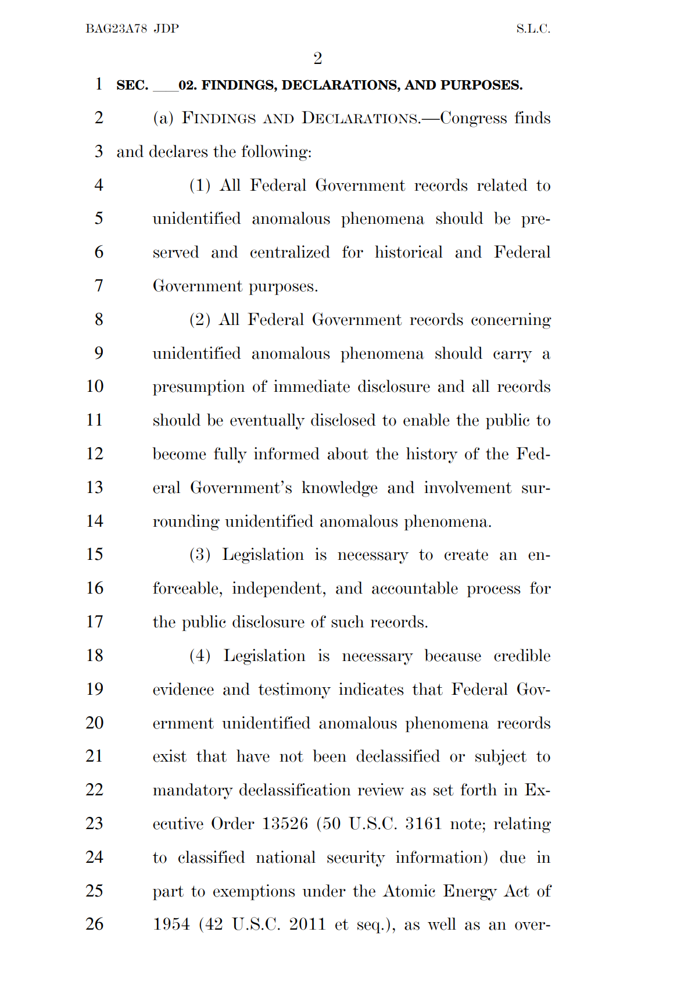 BAG23A78 JDP S.L.C.
2
1 SEC. ___02. FINDINGS, DECLARATIONS, AND PURPOSES.
2 (a) FINDINGS AND DECLARATIONS.—Congress finds
3 and declares the following:
4 (1) All Federal Government records related to
5 unidentified anomalous phenomena should be pre-
6 served and centralized for historical and Federal
7 Government purposes.
8 (2) All Federal Government records concerning
9 unidentified anomalous phenomena should carry a
10 presumption of immediate disclosure and all records
11 should be eventually disclosed to enable the public to
12 become fully informed about the history of the Fed-
13 eral Government's knowledge and involvement sur-
14 rounding unidentified anomalous phenomena.
15 (3) Legislation is necessary to create an en-
16 forceable, independent, and accountable process for
17 the public disclosure of such records.
18 (4) Legislation is necessary because credible
19 evidence and testimony indicates that Federal Gov-
20 ernment unidentified anomalous phenomena records
21 exist that have not been declassified or subject to
22 mandatory declassification review as set forth in Ex-
23 ecutive Order 13526 (50 U.S.C. 3161 note; relating
24 to classified national security information) due in
25 part to exemptions under the Atomic Energy Act of
26 1954 (42 U.S.C. 2011 et seq.), as well as an over-